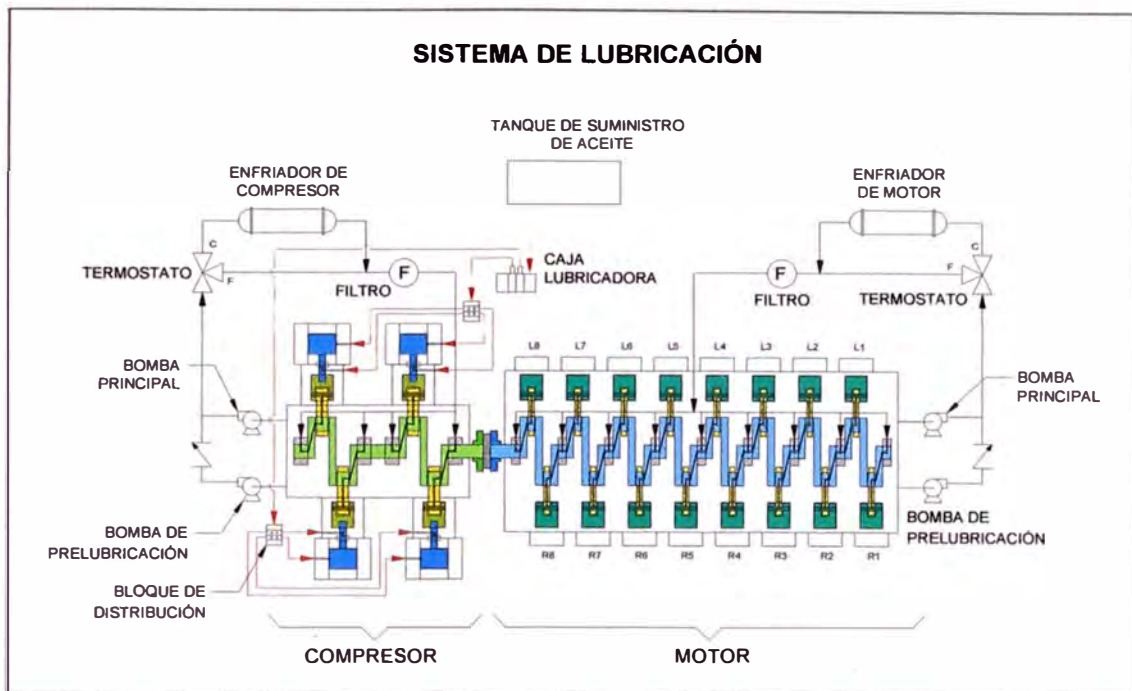 SISTEMA DE LUBRICACIÓN
TANQUE DE SUMINISTRO
DE ACEITE
ENFRIADOR DE
COMPRESOR
ENFRIADOR
DE MOTOR
C
C
TERMOSTATO
F
F
FILTRO
CAJA
LUBRICADORA
F
FILTRO
F
TERMOSTATO
L8
L7
L6
L5
L4
L3
L2
L1
BOMBA
PRINCIPAL
BOMBA
PRINCIPAL
BOMBA DE
PRELUBRICACIÓN
BOMBA DE
PRELUBRICACIÓN
R8
R7
R6
R5
R4
R3
R2
R1
BLOQUE DE
DISTRIBUCIÓN
COMPRESOR
MOTOR